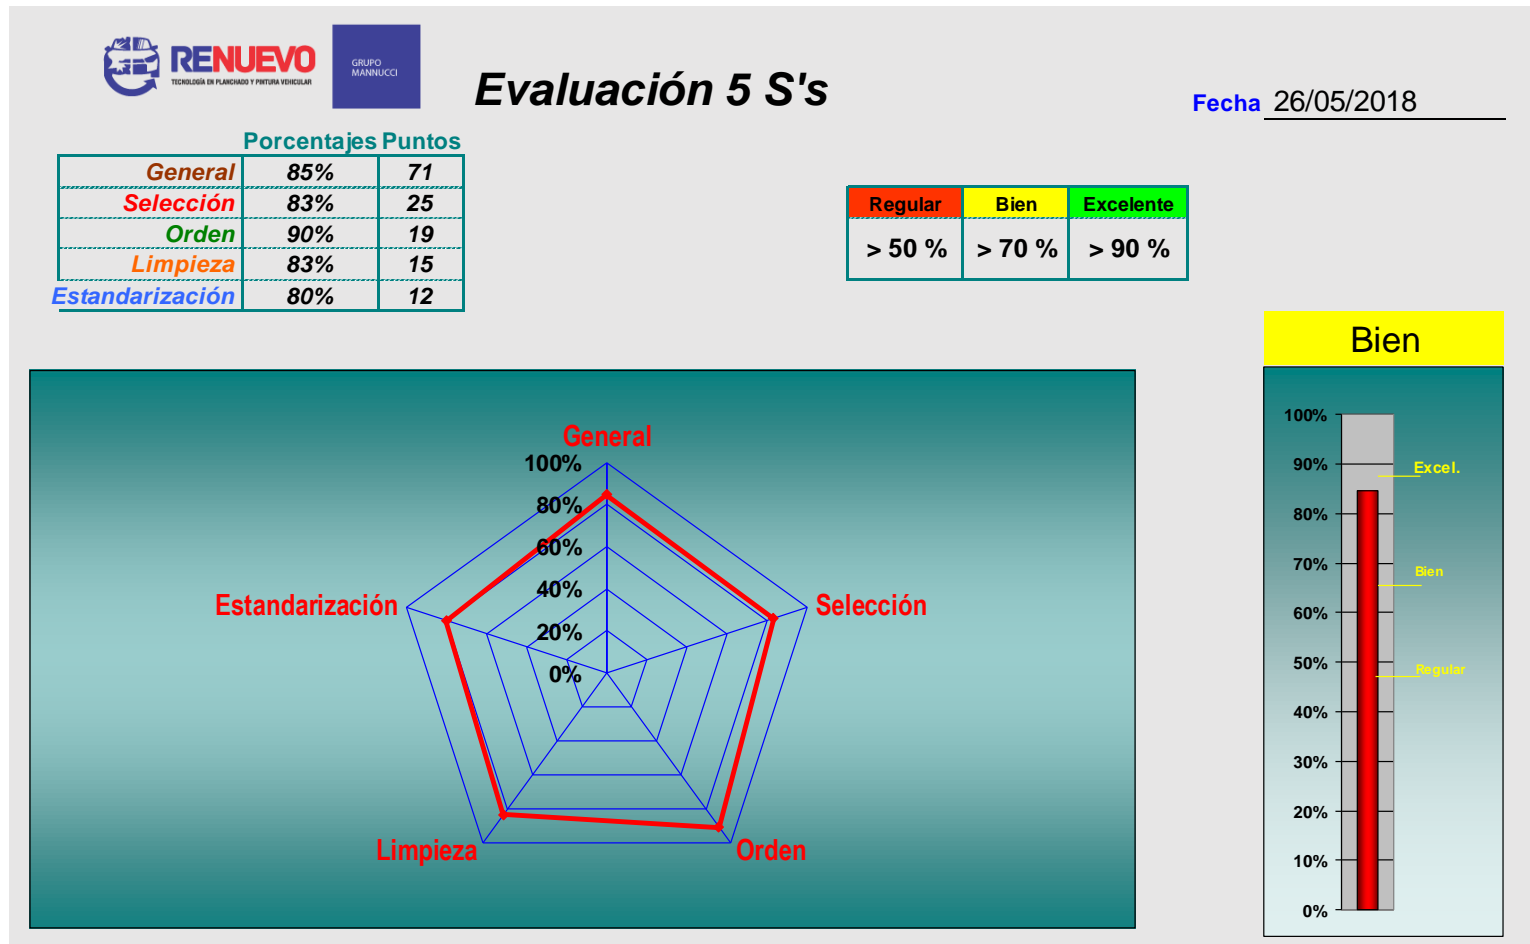 RENUEVO
TECNOLOGÍA EN PLANCHADO Y PINTURA VEHICULAR
GRUPO
MANNUCCI
Evaluación 5 S's
Fecha 26/05/2018
Porcentajes Puntos
General 85% 71
Selección 83% 25
Orden 90% 19
Limpieza 83% 15
Estandarización 80% 12
Regular Bien Excelente
> 50 % > 70 % > 90 %
Bien
General
100%
80%
60%
40%
20%
0%
Selección
Orden
Limpieza
Estandarización
100%
90%
80%
70%
60%
50%
40%
30%
20%
10%
0%
Excel.
Bien
Regular